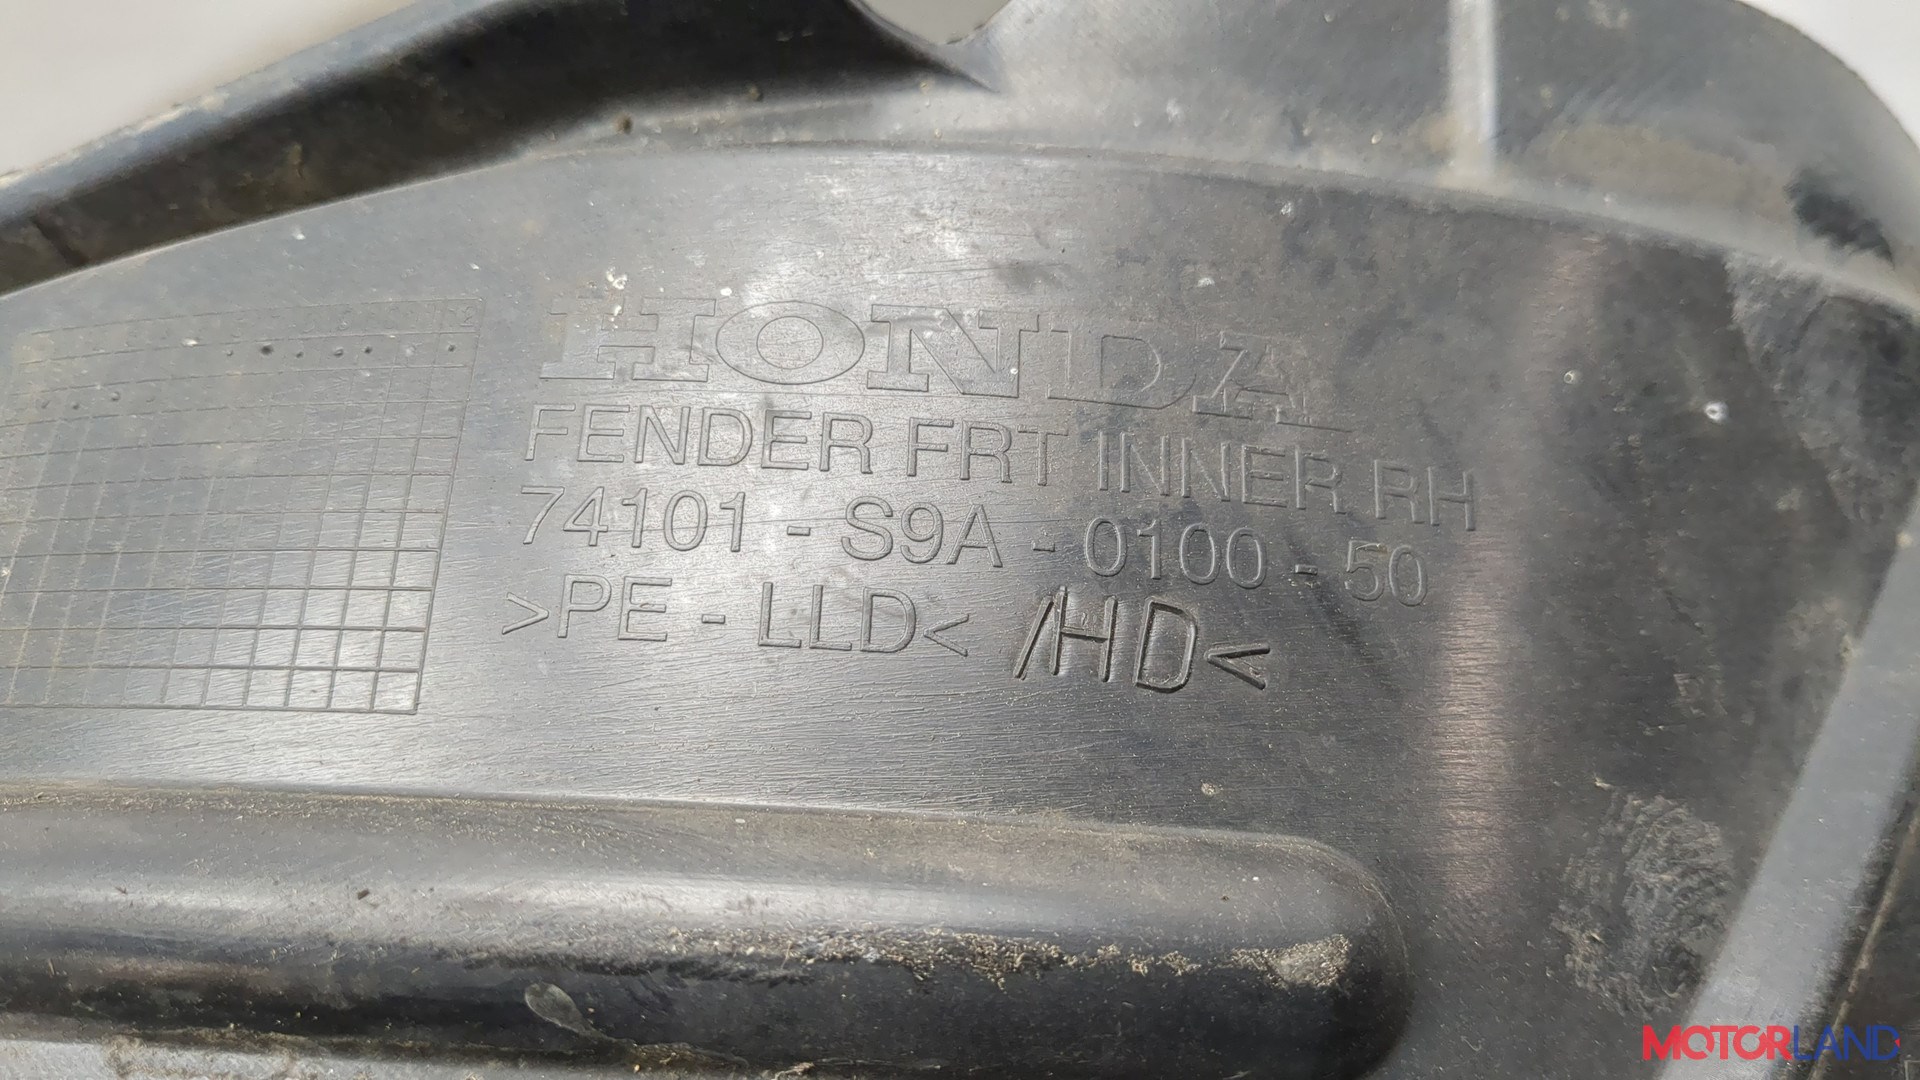 HONDA
FENDER FRT INNER RH
74101 - S9A - 0100 - 50
>PE - LLD< /HD<
MOTORLAND